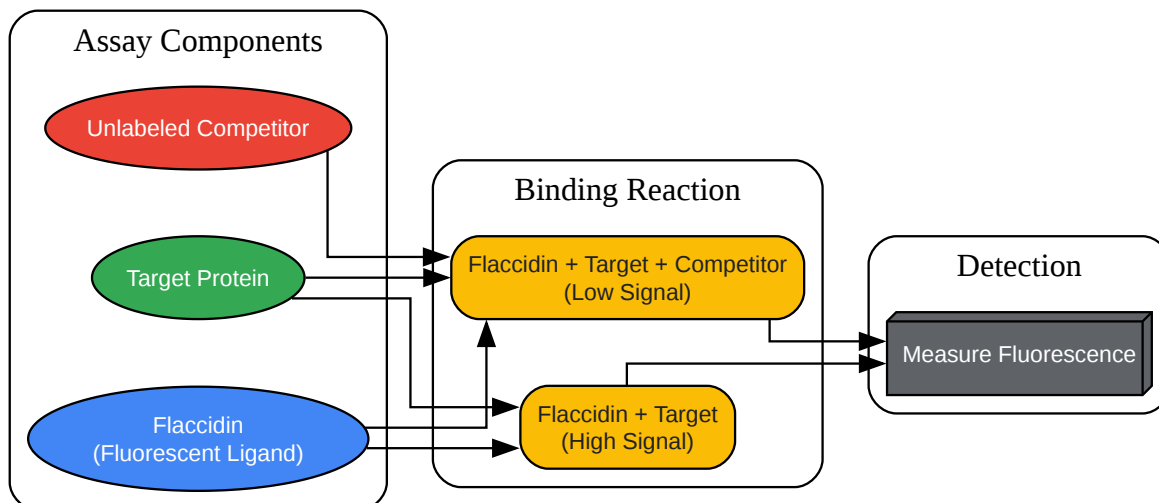 Assay Components
Unlabeled Competitor
Target Protein
Flaccidin
(Fluorescent Ligand)
Binding Reaction
Flaccidin + Target + Competitor
(Low Signal)
Flaccidin + Target
(High Signal)
Detection
Measure Fluorescence